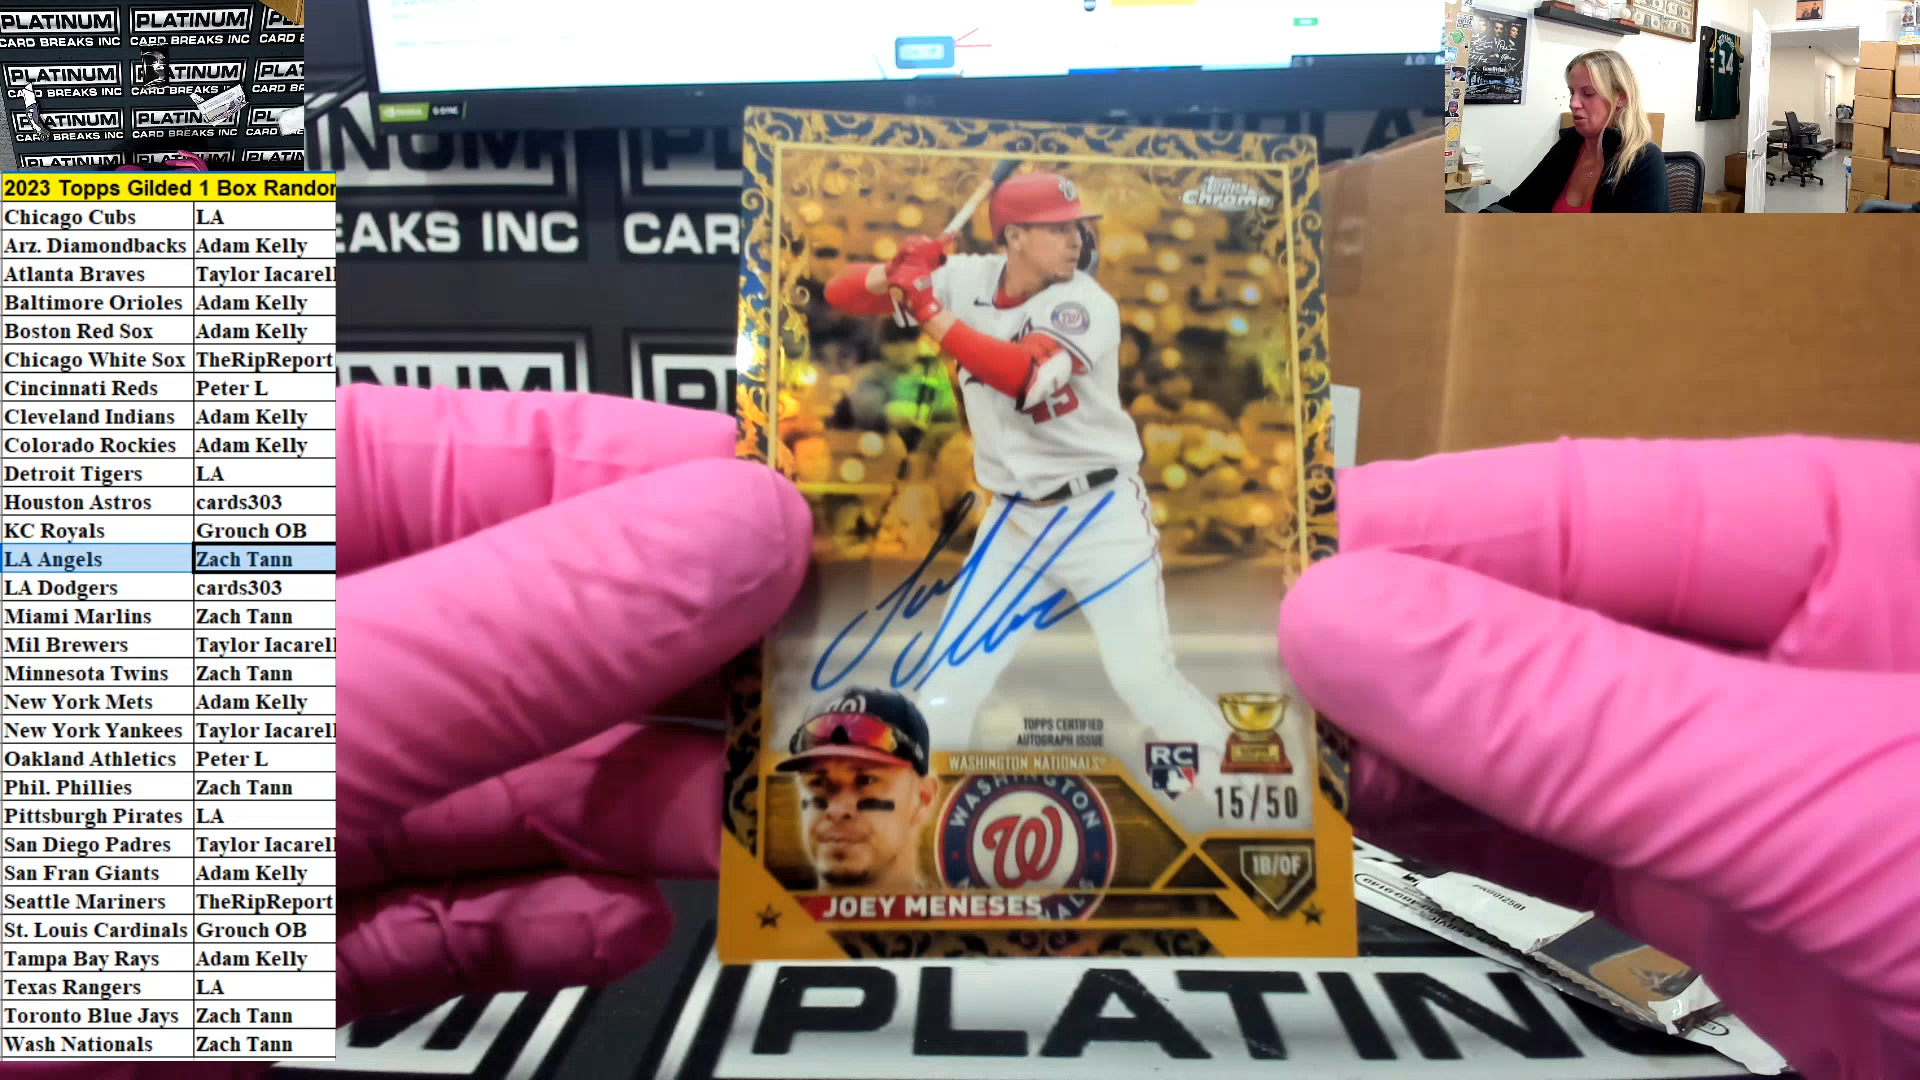 PLATINUM
CARD BREAKS INC
2023 Topps Gilded 1 Box Randor
Chicago Cubs LA
Arz. Diamondbacks Adam Kelly
Atlanta Braves Taylor Iacarell
Baltimore Orioles Adam Kelly
Boston Red Sox Adam Kelly
Chicago White Sox TheRipReport
Cincinnati Reds Peter L
Cleveland Indians Adam Kelly
Colorado Rockies Adam Kelly
Detroit Tigers LA
Houston Astros cards303
KC Royals Grouch OB
LA Angels Zach Tann
LA Dodgers cards303
Miami Marlins Zach Tann
Mil Brewers Taylor Iacarell
Minnesota Twins Zach Tann
New York Mets Adam Kelly
New York Yankees Taylor Iacarell
Oakland Athletics Peter L
Phil. Phillies Zach Tann
Pittsburgh Pirates LA
San Diego Padres Taylor Iacarell
San Fran Giants Adam Kelly
Seattle Mariners TheRipReport
St. Louis Cardinals Grouch OB
Tampa Bay Rays Adam Kelly
Texas Rangers LA
Toronto Blue Jays Zach Tann
Wash Nationals Zach Tann
EAKS INC
CAR
Topps
Chrome
45
TOPPS CERTIFIED
AUTOGRAPH ISSUE
WASHINGTON NATIONALS
RC
15/50
WASHINGTON
W
1B/OF
JOEY MENESES
PLATIN
34